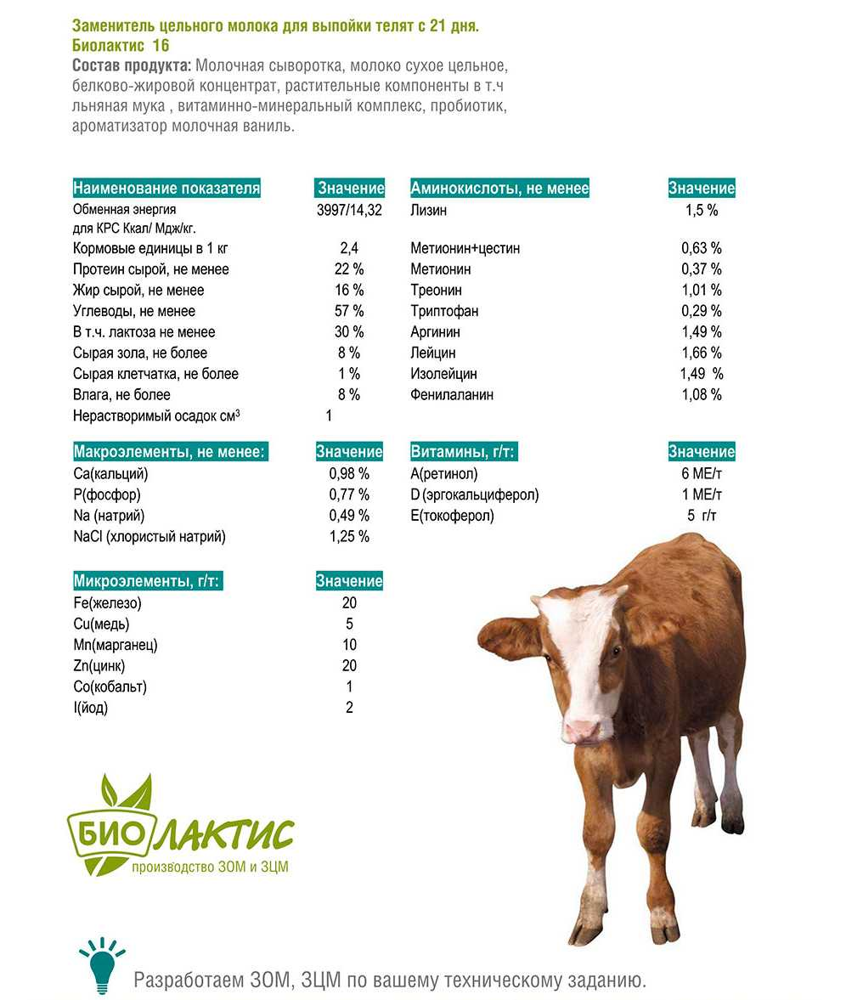 Заменитель цельного молока для выпойки телят с 21 дня.
Биолактис 16
Состав продукта: Молочная сыворотка, молоко сухое цельное,
белково-жировой концентрат, растительные компоненты в т.ч
льняная мука , витаминно-минеральный комплекс, пробиотик,
ароматизатор молочная ваниль.
Наименование показателя Значение
Обменная энергия 3997/14,32
для КРС Ккал/ Мдж/кг.
Кормовые единицы в 1 кг 2,4
Протеин сырой, не менее 22 %
Жир сырой, не менее 16 %
Углеводы, не менее 57 %
В т.ч. лактоза не менее 30 %
Сырая зола, не более 8 %
Сырая клетчатка, не более 1 %
Влага, не более 8 %
Нерастворимый осадок см³ 1
Аминокислоты, не менее Значение
Лизин 1,5 %
Метионин+цестин 0,63 %
Метионин 0,37 %
Треонин 1,01 %
Триптофан 0,29 %
Аргинин 1,49 %
Лейцин 1,66 %
Изолейцин 1,49 %
Фенилаланин 1,08 %
Макроэлементы, не менее: Значение
Ca(кальций) 0,98 %
P(фосфор) 0,77 %
Na (натрий) 0,49 %
NaCl (хлористый натрий) 1,25 %
Витамины, г/т: Значение
А(ретинол) 6 МЕ/т
D (эргокальциферол) 1 МЕ/т
Е(токоферол) 5 г/т
Микроэлементы, г/т: Значение
Fe(железо) 20
Cu(медь) 5
Mn(марганец) 10
Zn(цинк) 20
Co(кобальт) 1
I(йод) 2
БИОЛАКТИС
производство ЗОМ и ЗЦМ
Разработаем ЗОМ, ЗЦМ по вашему техническому заданию.